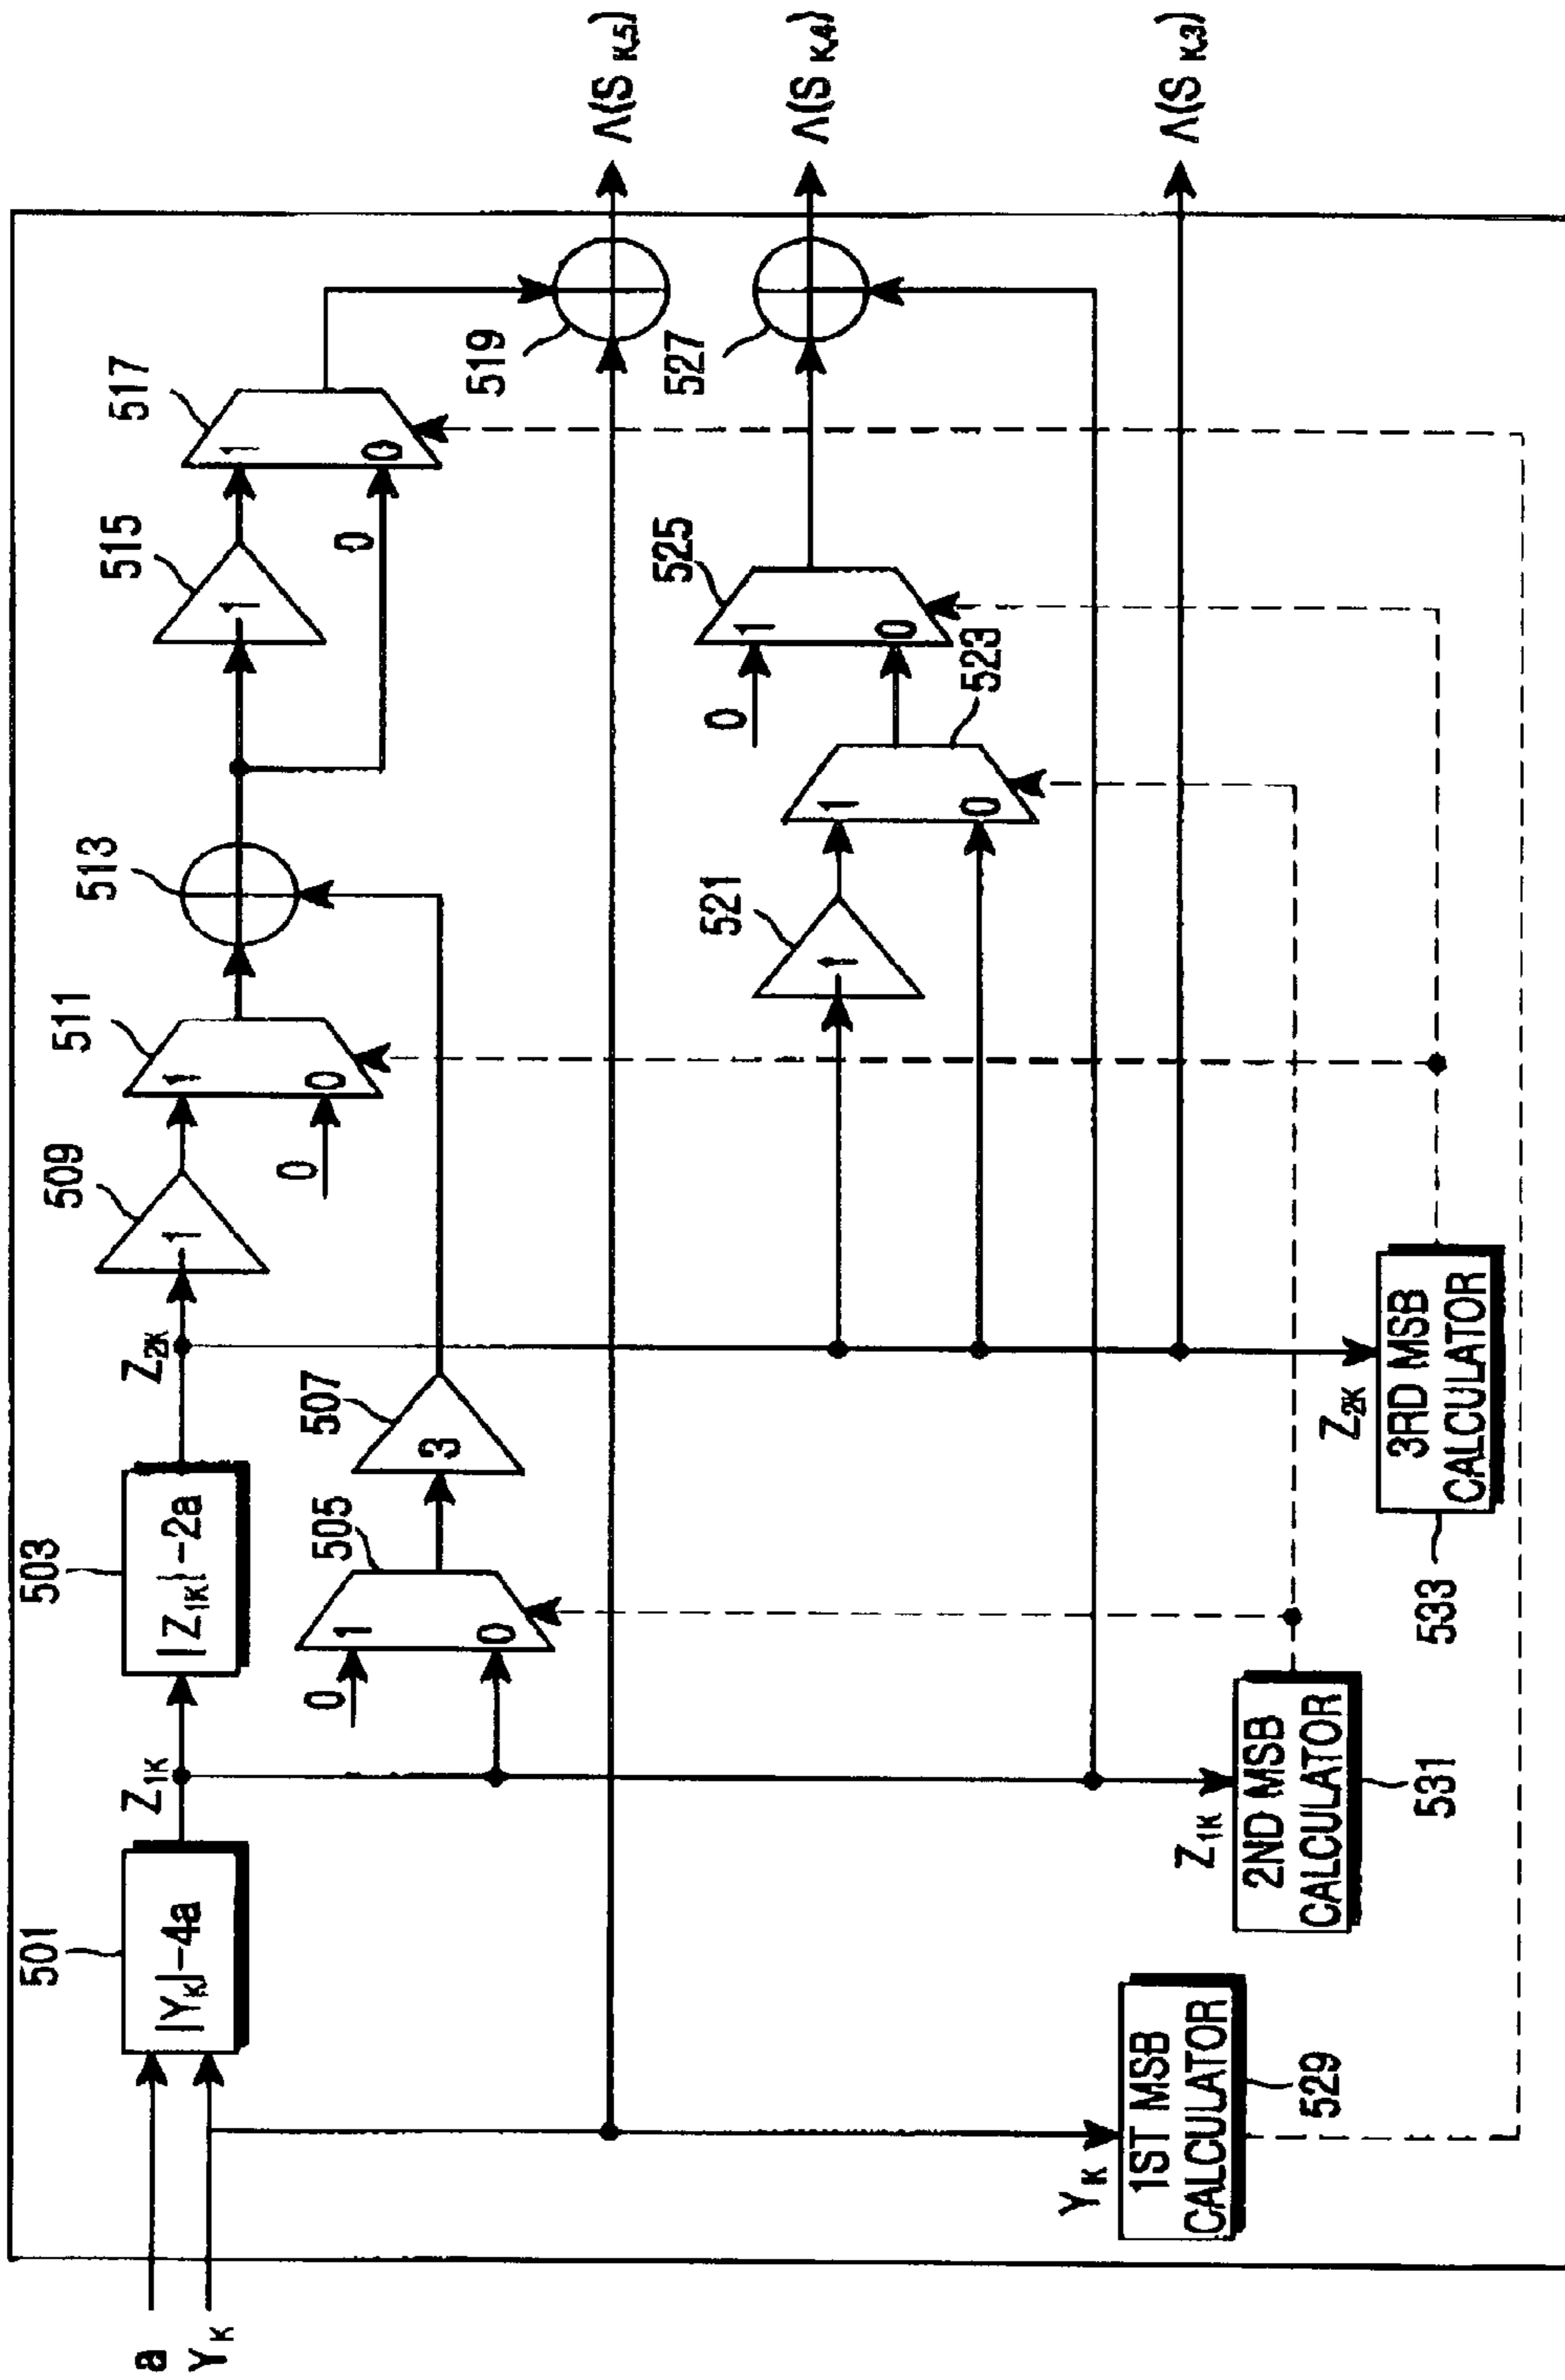 a
Y_K
501
|Y_K|-4a
Z_1K
503
|Z_1K|-2a
Z_2K
509
-1
511
1
0
0
513
515
-1
517
1
0
0
505
1
0
0
507
3
519
Λ(S K,5)
521
-1
523
1
0
525
1
0
0
527
Λ(S K,4)
Λ(S K,3)
Y_K
1ST MSB
CALCULATOR
529
Z_1K
2ND MSB
CALCULATOR
531
Z_2K
3RD MSB
CALCULATOR
533